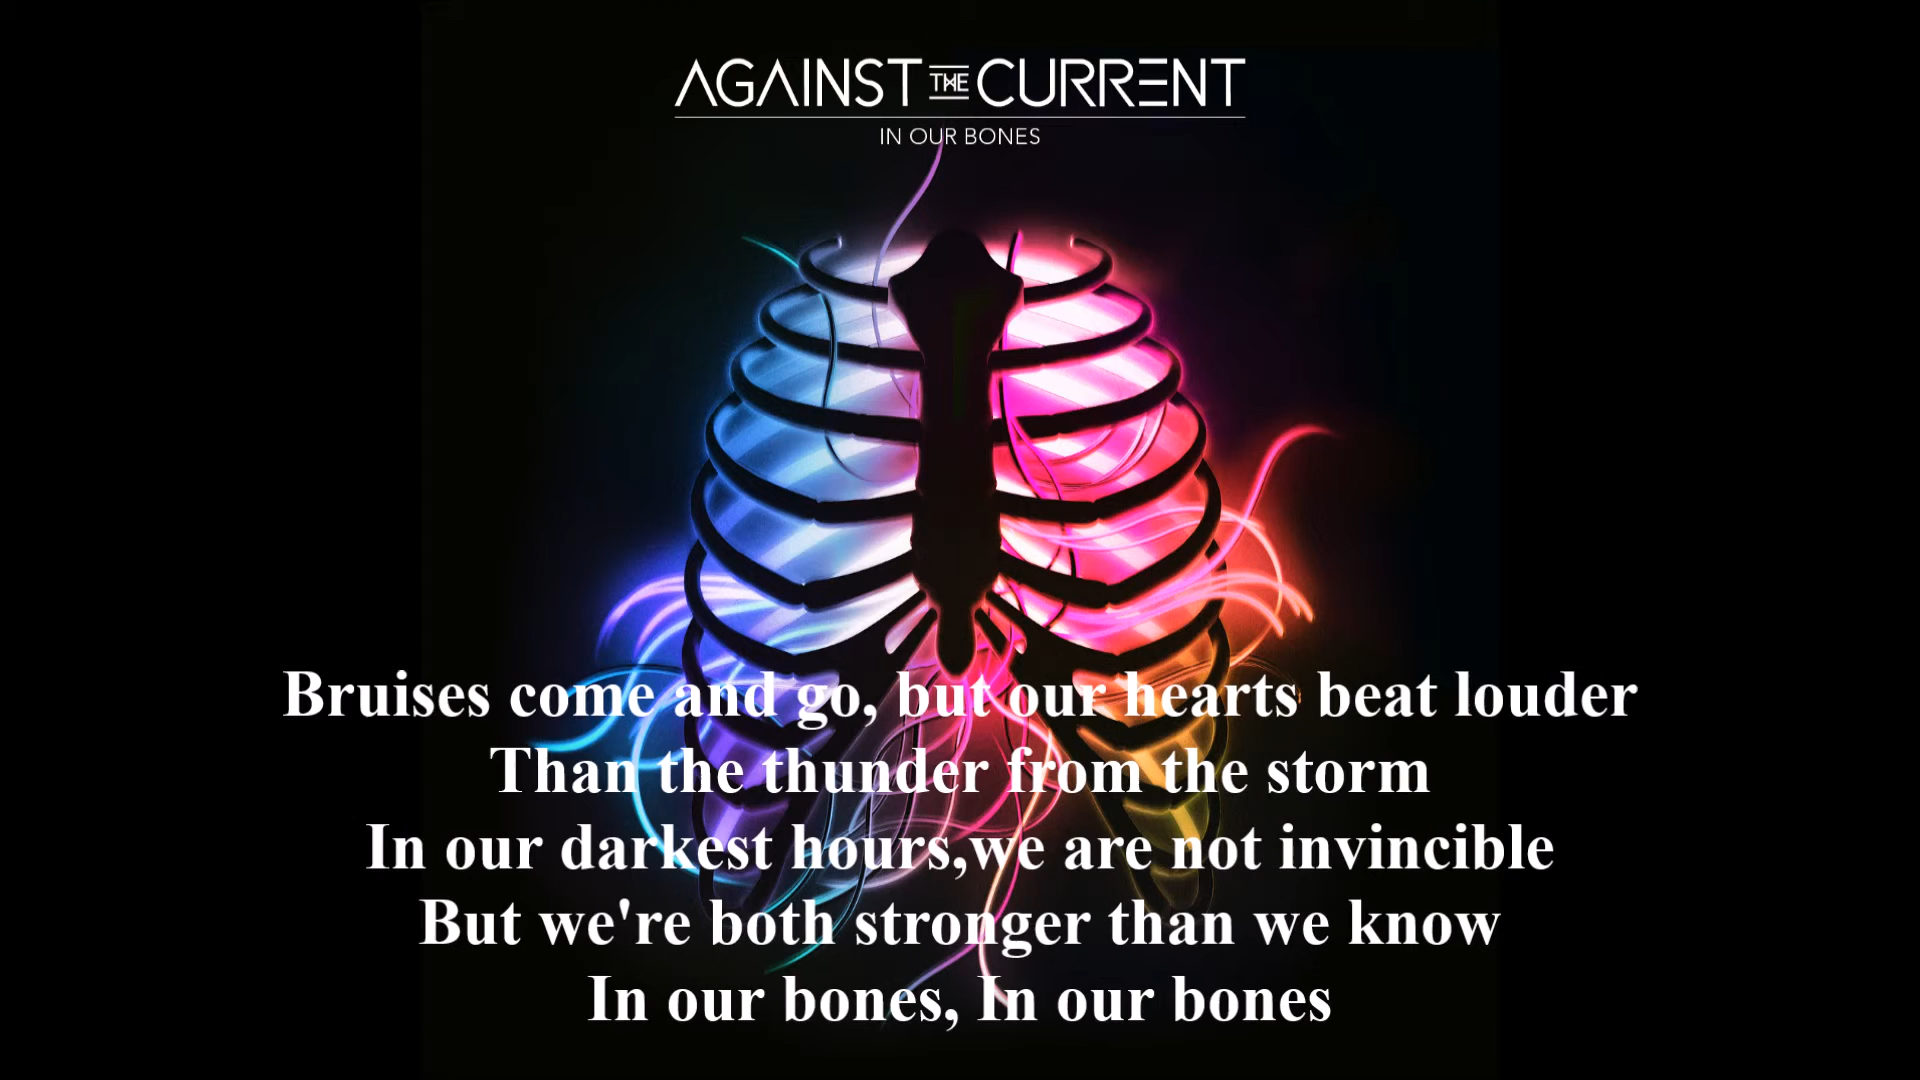 AGAINST THE CURRENT
IN OUR BONES
Bruises come and go, but our hearts beat louder
Than the thunder from the storm
In our darkest hours,we are not invincible
But we're both stronger than we know
In our bones, In our bones